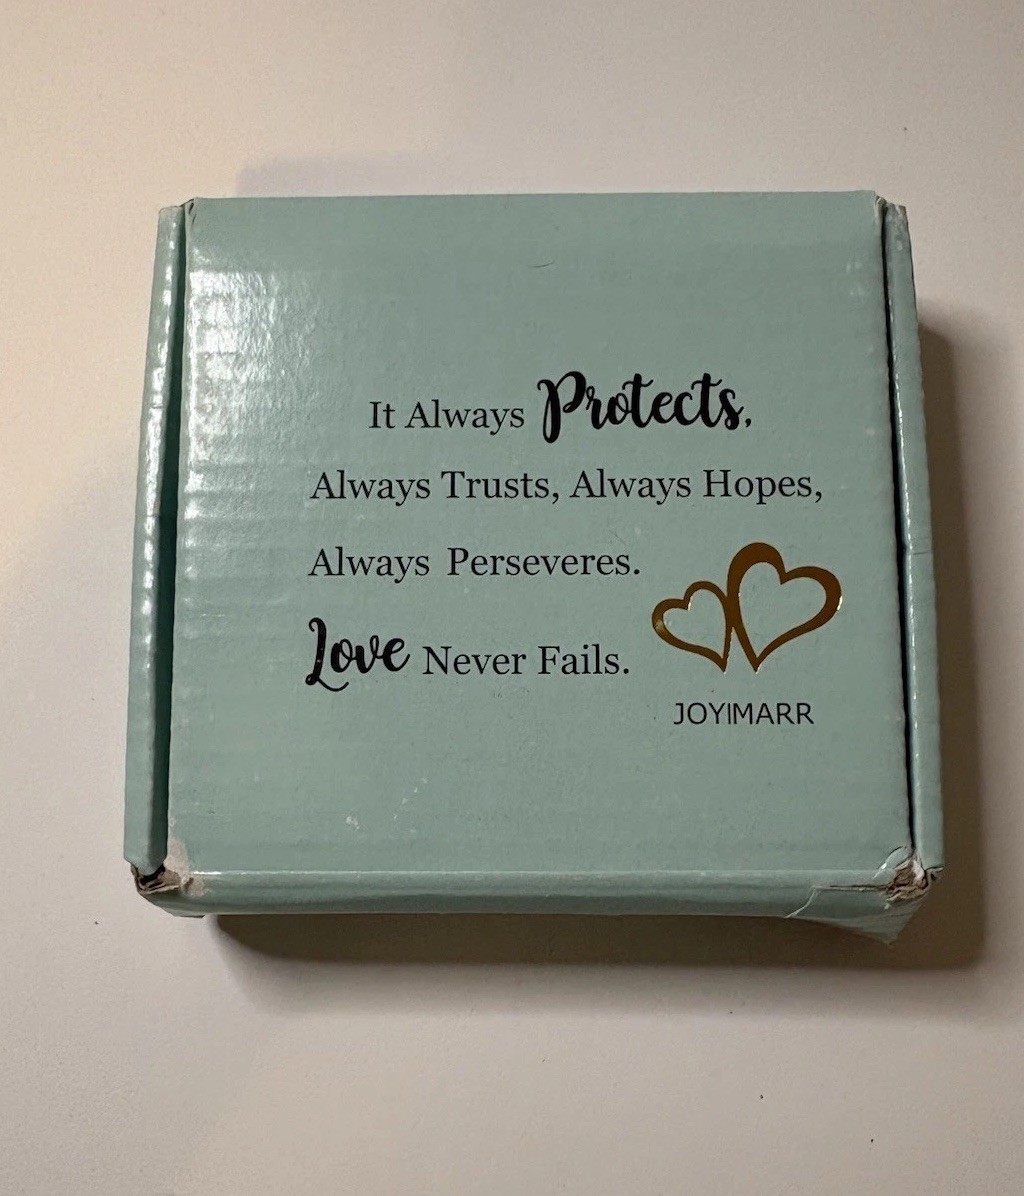 It Always Protects,
Always Trusts, Always Hopes,
Always Perseveres.
Love Never Fails.
JOYIMARR